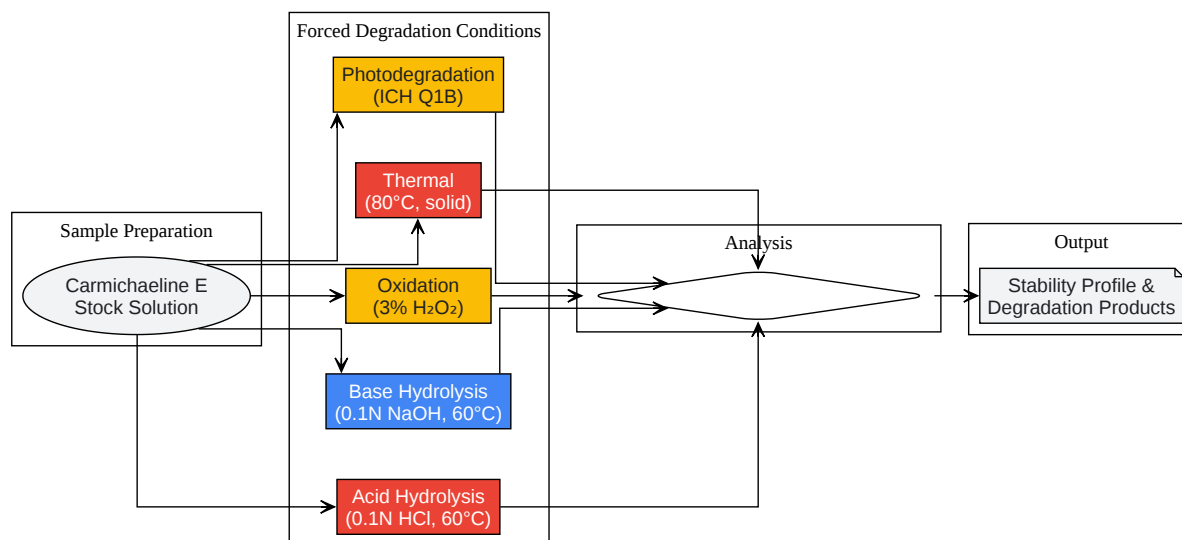 Forced Degradation Conditions
Photodegradation
(ICH Q1B)
Thermal
(80°C, solid)
Sample Preparation
Carmichaeline E
Stock Solution
Oxidation
(3% H₂O₂)
Base Hydrolysis
(0.1N NaOH, 60°C)
Acid Hydrolysis
(0.1N HCl, 60°C)
Analysis
Output
Stability Profile &
Degradation Products